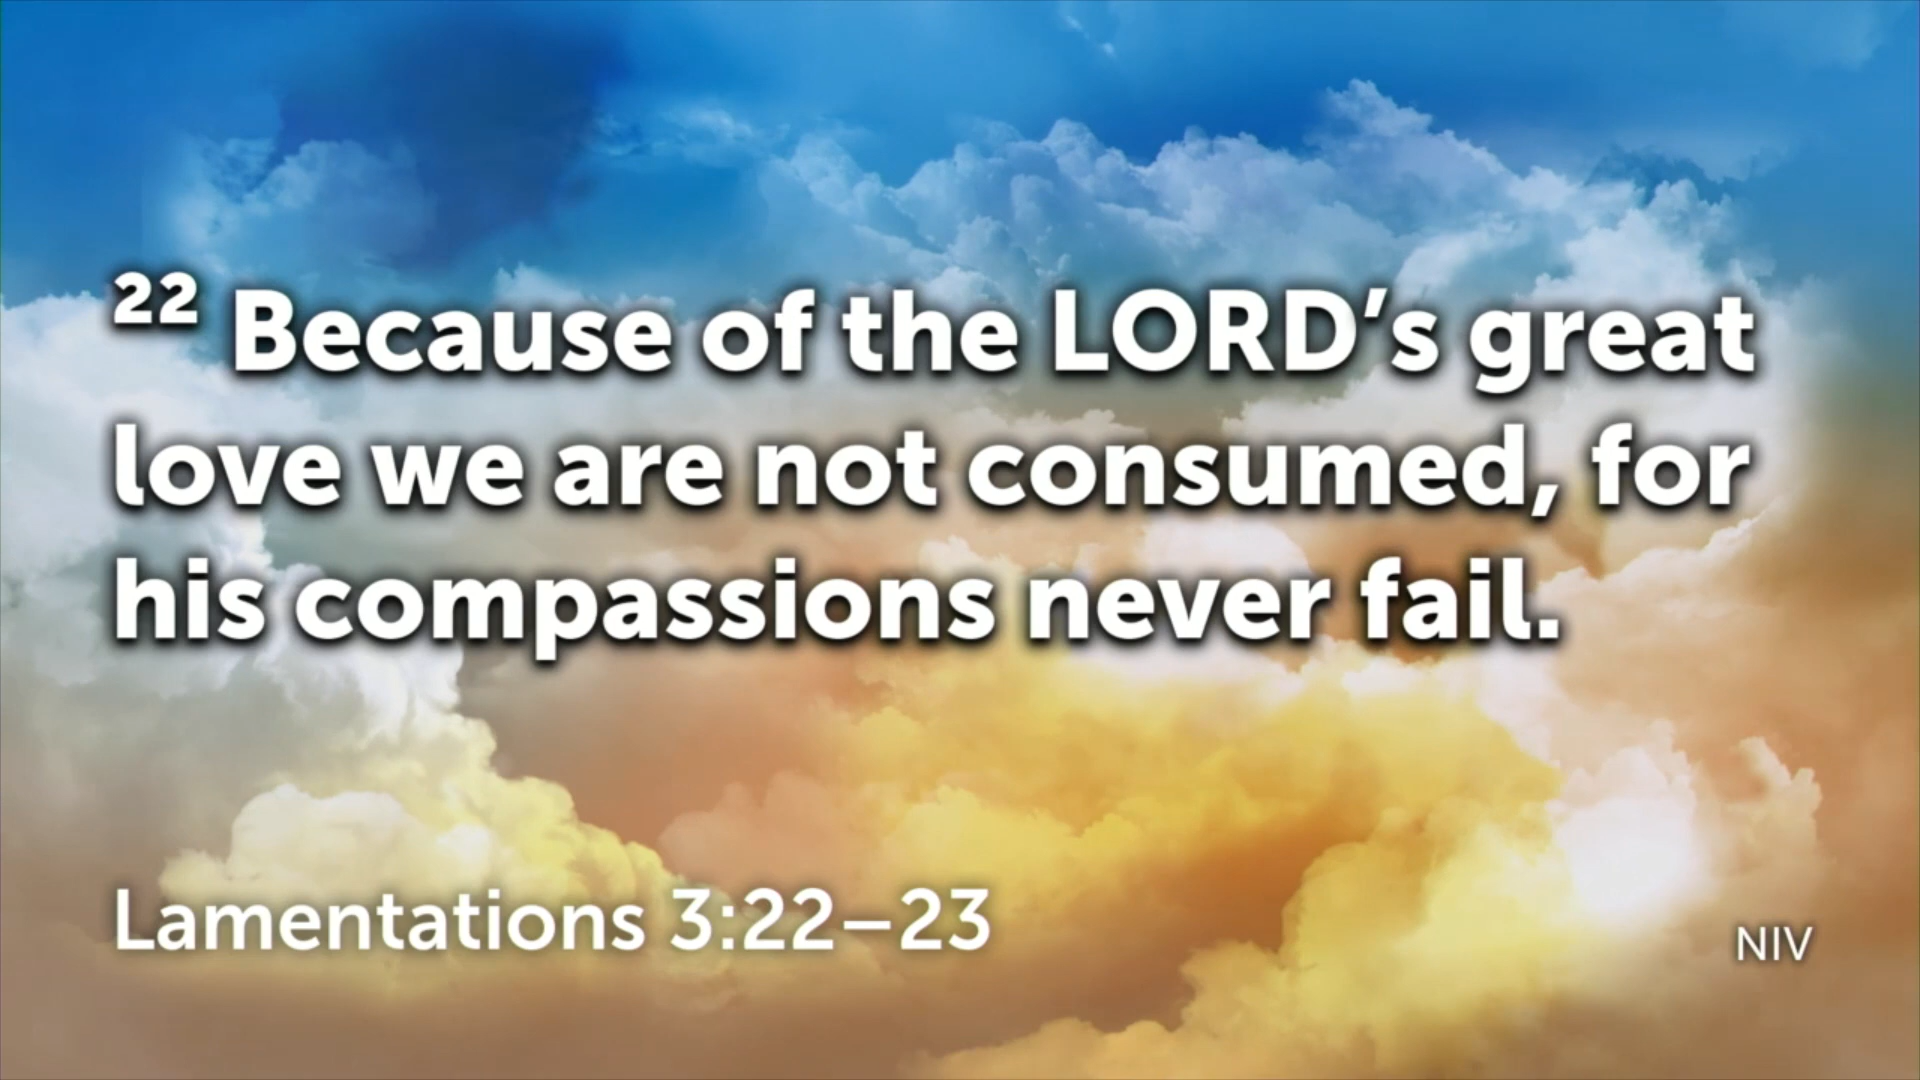 ²² Because of the LORD’s great
love we are not consumed, for
his compassions never fail.
Lamentations 3:22–23
NIV